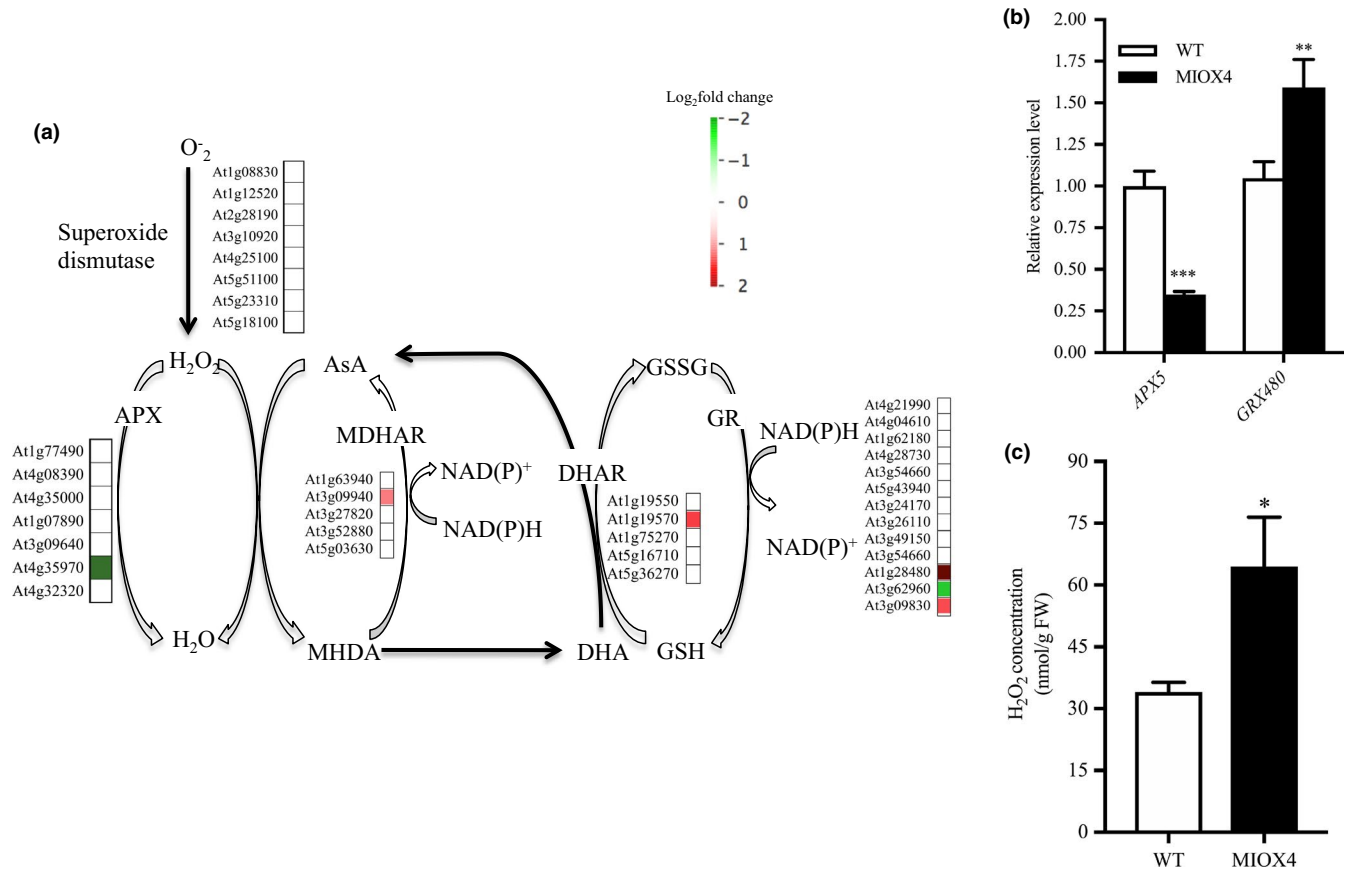 (a)
O⁻₂
Superoxide
dismutase
At1g08830
At1g12520
At2g28190
At3g10920
At4g25100
At5g51100
At5g23310
At5g18100
Log₂fold change
−2
−1
0
1
2
H₂O₂
APX
At1g77490
At4g08390
At4g35000
At1g07890
At3g09640
At4g35970
At4g32320
H₂O
AsA
MDHAR
At1g63940
At3g09940
At3g27820
At3g52880
At5g03630
NAD(P)⁺
NAD(P)H
MHDA
DHA
DHAR
At1g19550
At1g19570
At1g75270
At5g16710
At5g36270
GSSG
GR
GSH
NAD(P)H
NAD(P)⁺
At4g21990
At4g04610
At1g62180
At4g28730
At3g54660
At5g43940
At3g24170
At3g26110
At3g49150
At3g54660
At1g28480
At3g62960
At3g09830
(b)
Relative expression level
2.00
1.75
1.50
1.25
1.00
0.75
0.50
0.25
0.00
WT
MIOX4
***
**
APX5
GRX480
(c)
H₂O₂ concentration
(nmol/g FW)
90
75
60
45
30
15
0
*
WT
MIOX4